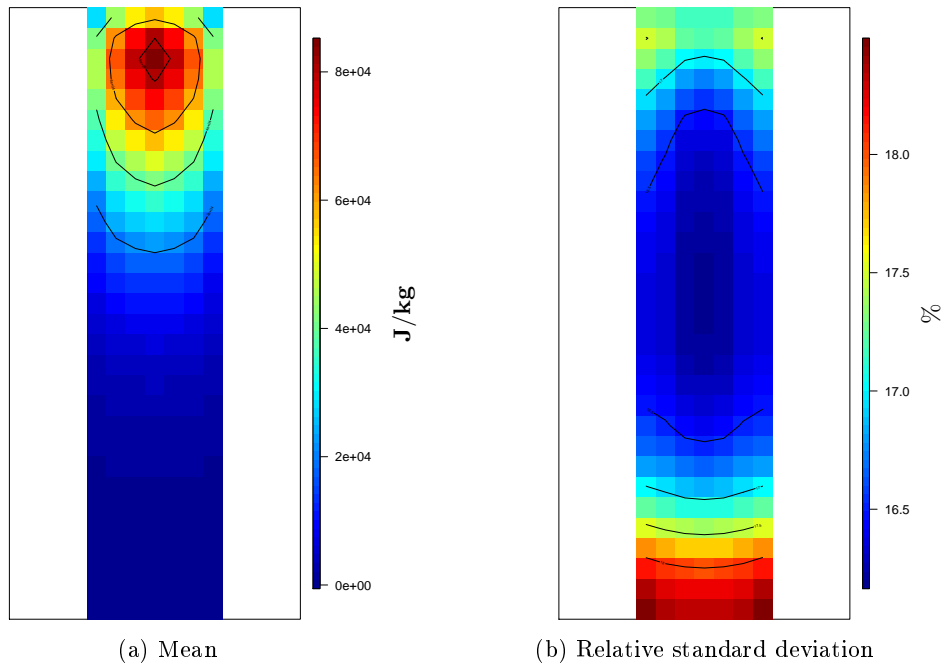 8e+04
6e+04
4e+04
2e+04
0e+00
J/kg
18.0
17.5
17.0
16.5
%
(a) Mean
(b) Relative standard deviation